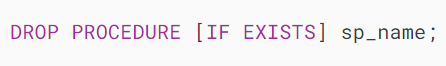 DROP PROCEDURE [IF EXISTS] sp_name;